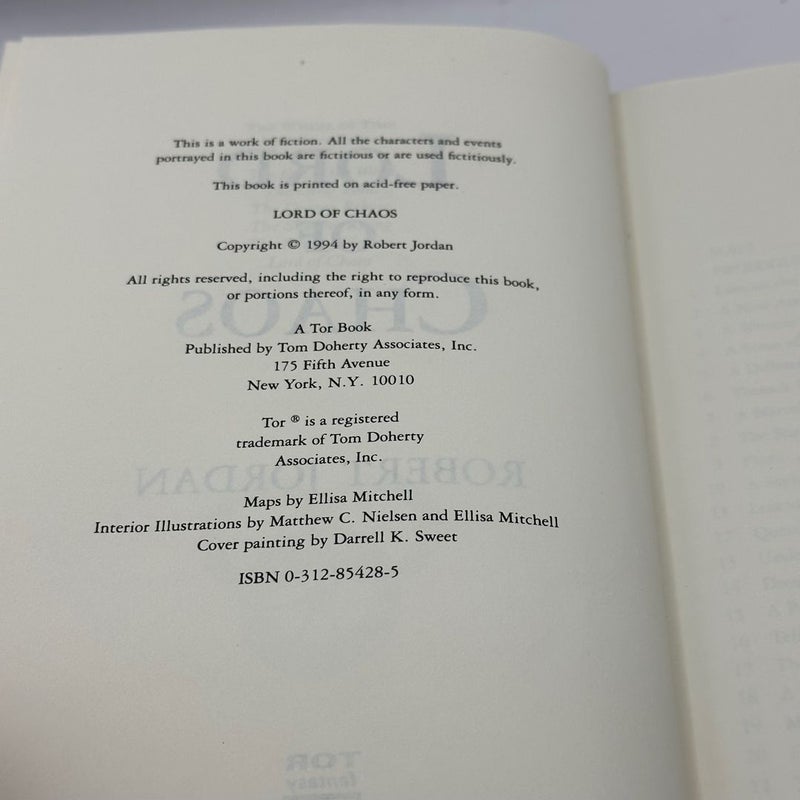 This is a work of fiction. All the characters and events
portrayed in this book are fictitious or are used fictitiously.
This book is printed on acid-free paper.
LORD OF CHAOS
Copyright © 1994 by Robert Jordan
All rights reserved, including the right to reproduce this book,
or portions thereof, in any form.
A Tor Book
Published by Tom Doherty Associates, Inc.
175 Fifth Avenue
New York, N.Y. 10010
Tor ® is a registered
trademark of Tom Doherty
Associates, Inc.
Maps by Ellisa Mitchell
Interior Illustrations by Matthew C. Nielsen and Ellisa Mitchell
Cover painting by Darrell K. Sweet
ISBN 0-312-85428-5